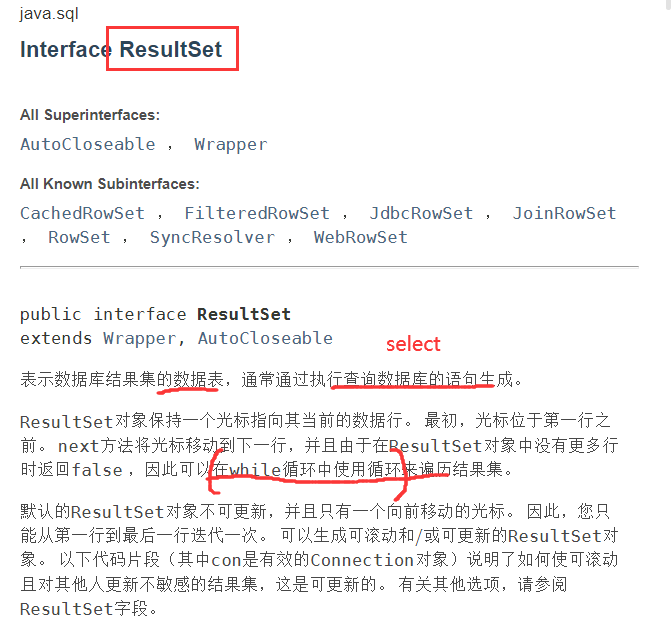 java.sql
Interface ResultSet
All Superinterfaces:
AutoCloseable ， Wrapper
All Known Subinterfaces:
CachedRowSet ， FilteredRowSet ， JdbcRowSet ， JoinRowSet
， RowSet ， SyncResolver ， WebRowSet
public interface ResultSet
extends Wrapper, AutoCloseable
select
表示数据库结果集的数据表，通常通过执行查询数据库的语句生成。
ResultSet对象保持一个光标指向其当前的数据行。 最初，光标位于第一行之
前。 next方法将光标移动到下一行，并且由于在ResultSet对象中没有更多行
时返回false ，因此可以在while循环中使用循环来遍历结果集。
默认的ResultSet对象不可更新，并且只有一个向前移动的光标。 因此，您只
能从第一行到最后一行迭代一次。 可以生成可滚动和/或可更新的ResultSet对
象。 以下代码片段（其中con是有效的Connection对象）说明了如何使可滚动
且对其他人更新不敏感的结果集，这是可更新的。 有关其他选项，请参阅
ResultSet字段。